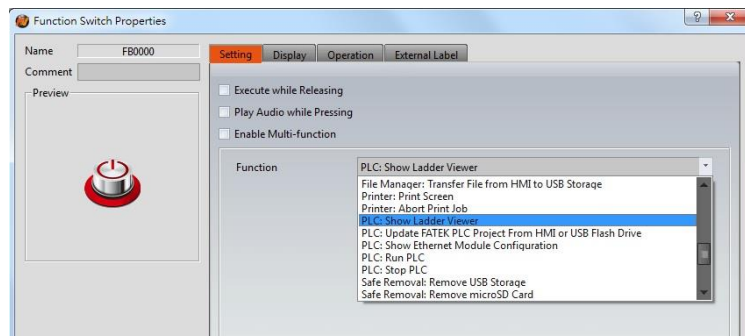 Function Switch Properties
Name FB0000
Comment
Preview
Setting Display Operation External Label
Execute while Releasing
Play Audio while Pressing
Enable Multi-function
Function PLC: Show Ladder Viewer
File Manager: Transfer File from HMI to USB Storage
Printer: Print Screen
Printer: Abort Print Job
PLC: Show Ladder Viewer
PLC: Update FATEK PLC Project From HMI or USB Flash Drive
PLC: Show Ethernet Module Configuration
PLC: Run PLC
PLC: Stop PLC
Safe Removal: Remove USB Storage
Safe Removal: Remove microSD Card